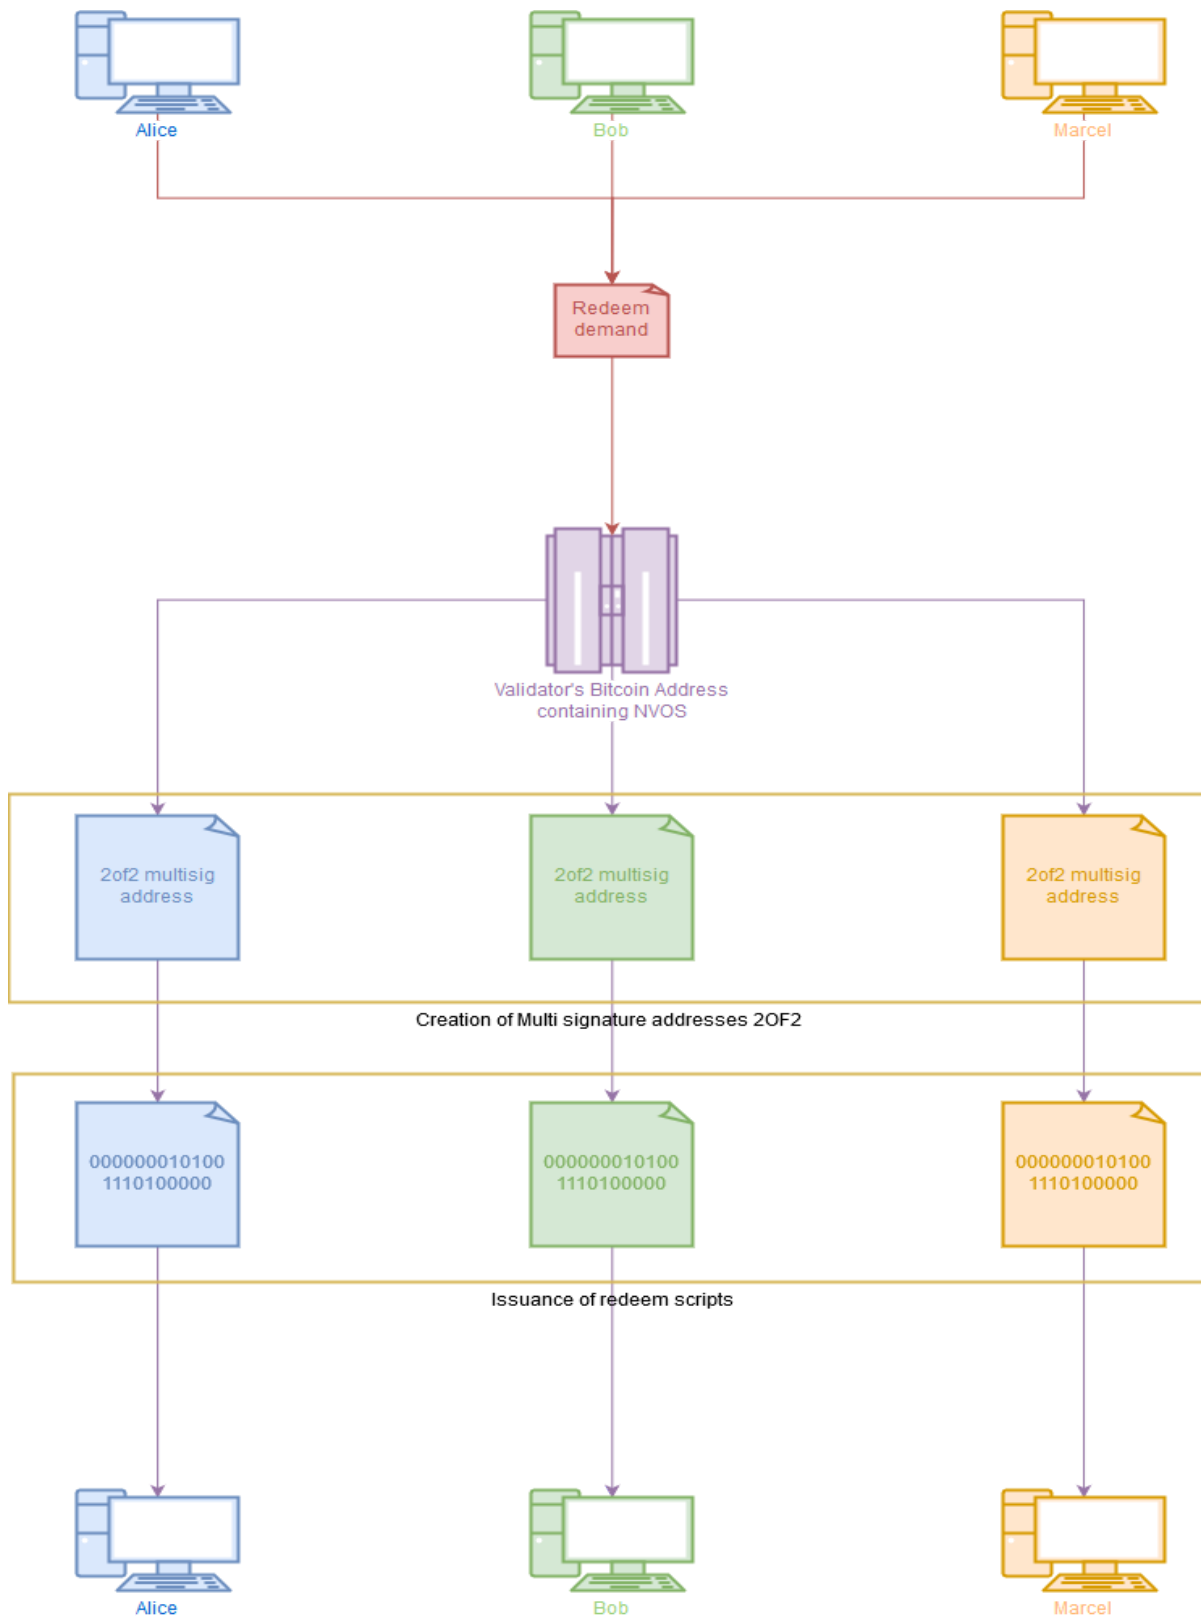 Alice
Bob
Marcel
Redeem
demand
Validator's Bitcoin Address
containing NVOS
2of2 multisig
address
2of2 multisig
address
2of2 multisig
address
Creation of Multi signature addresses 2OF2
000000010100
1110100000
000000010100
1110100000
000000010100
1110100000
Issuance of redeem scripts
Alice
Bob
Marcel